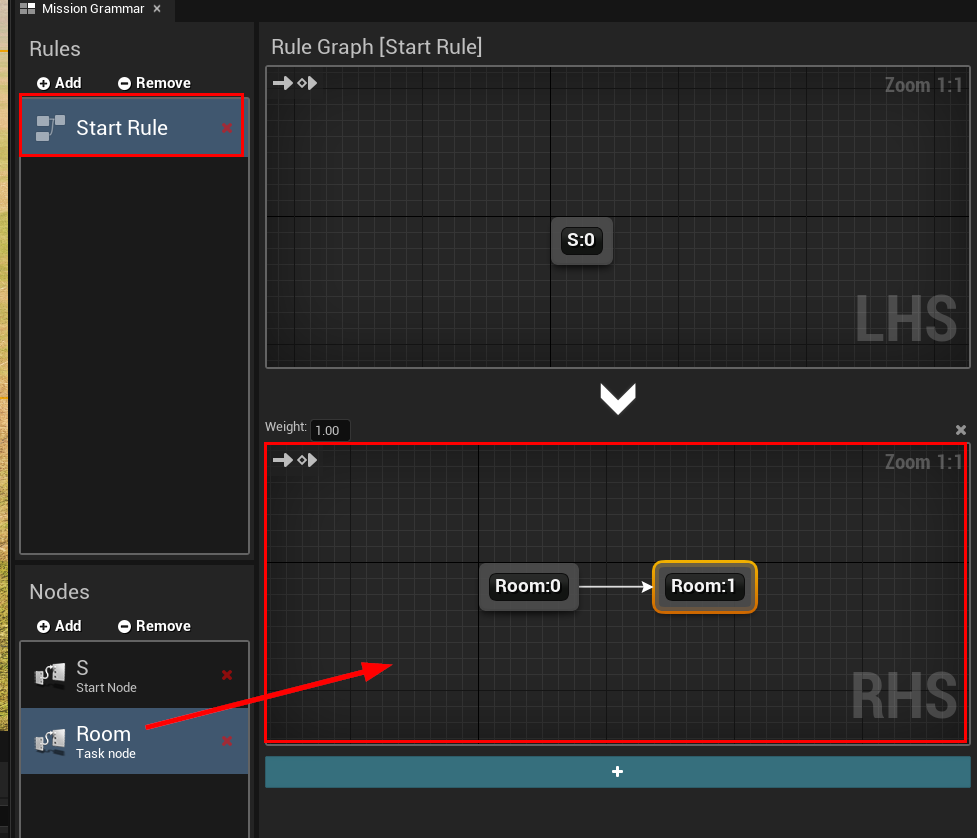 Mission Grammar
Rules
Add
Remove
Start Rule
Nodes
Add
Remove
S
Start Node
Room
Task node
Rule Graph [Start Rule]
Zoom 1:1
S:0
LHS
Weight: 1.00
Zoom 1:1
Room:0
Room:1
RHS